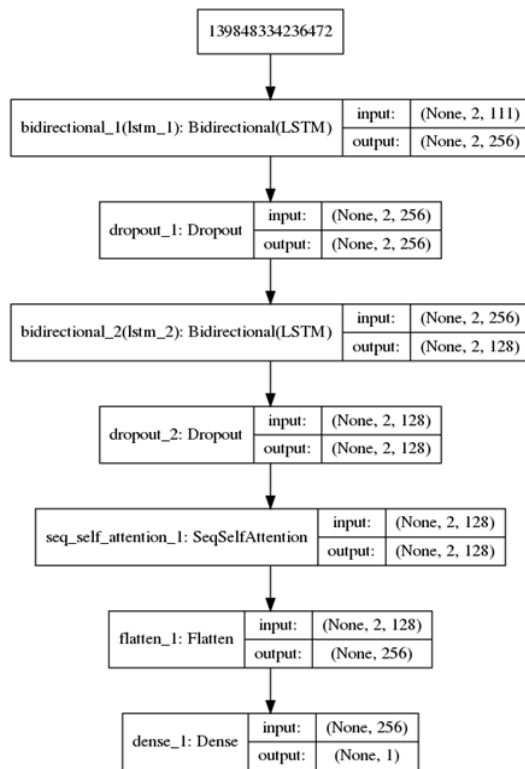 139848334236472
bidirectional_1(lstm_1): Bidirectional(LSTM)
input: (None, 2, 111)
output: (None, 2, 256)
dropout_1: Dropout
input: (None, 2, 256)
output: (None, 2, 256)
bidirectional_2(lstm_2): Bidirectional(LSTM)
input: (None, 2, 256)
output: (None, 2, 128)
dropout_2: Dropout
input: (None, 2, 128)
output: (None, 2, 128)
seq_self_attention_1: SeqSelfAttention
input: (None, 2, 128)
output: (None, 2, 128)
flatten_1: Flatten
input: (None, 2, 128)
output: (None, 256)
dense_1: Dense
input: (None, 256)
output: (None, 1)